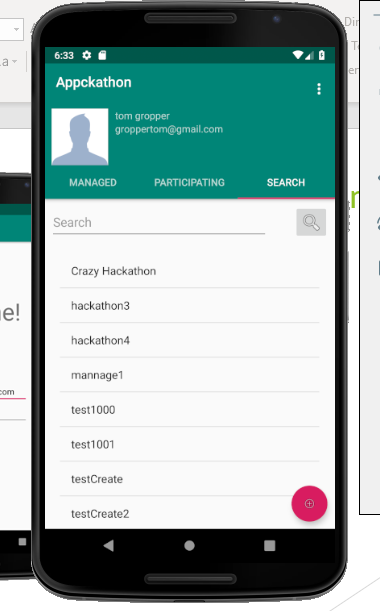 6:33
Appckathon
tom gropper
groppertom@gmail.com
MANAGED PARTICIPATING SEARCH
Search
Crazy Hackathon
hackathon3
hackathon4
mannage1
test1000
test1001
testCreate
testCreate2
e!
com